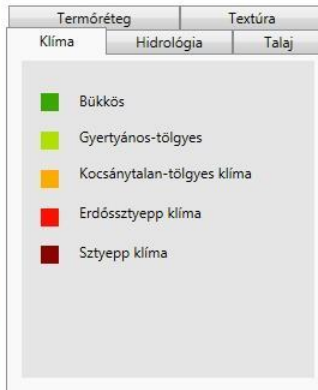 Termőréteg Textúra
Klíma Hidrológia Talaj
Bükkös
Gyertyános-tölgyes
Kocsánytalan-tölgyes klíma
Erdőssztyepp klíma
Sztyepp klíma